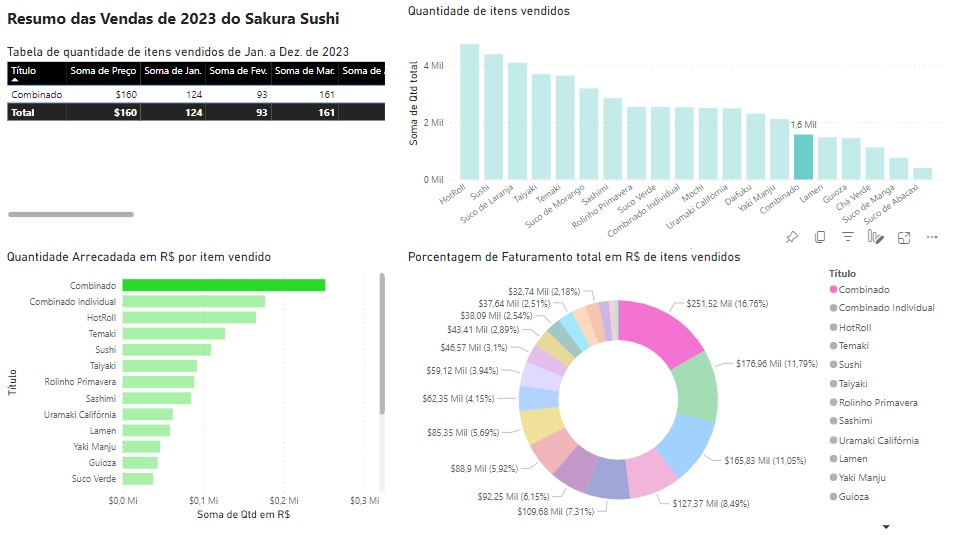 Resumo das Vendas de 2023 do Sakura Sushi
Tabela de quantidade de itens vendidos de Jan. a Dez. de 2023
Título Soma de Preço Soma de Jan. Soma de Fev. Soma de Mar. Soma de
Combinado $160 124 93 161
Total $160 124 93 161
Quantidade de itens vendidos
Soma de Qtd total
4 Mil
2 Mil
0 Mil
1,6 Mil
HotRoll
Sushi
Suco de Laranja
Taiyaki
Temaki
Suco de Morango
Sashimi
Rolinho Primavera
Suco Verde
Combinado Individual
Mochi
Uramaki Califórnia
Daifuku
Yaki Manju
Combinado
Lamen
Guioza
Chá Verde
Suco de Manga
Suco de Abacaxi
Quantidade Arrecadada em R$ por item vendido
Título
Combinado
Combinado Individual
HotRoll
Temaki
Sushi
Taiyaki
Rolinho Primavera
Sashimi
Uramaki Califórnia
Lamen
Yaki Manju
Guioza
Suco Verde
$0,0 Mi $0,1 Mi $0,2 Mi $0,3 Mi
Soma de Qtd em R$
Porcentagem de Faturamento total em R$ de itens vendidos
$251,52 Mil (16,76%)
$176,96 Mil (11,79%)
$165,83 Mil (11,05%)
$127,37 Mil (8,49%)
$109,68 Mil (7,31%)
$92,25 Mil (6,15%)
$88,9 Mil (5,92%)
$85,35 Mil (5,69%)
$62,35 Mil (4,15%)
$59,12 Mil (3,94%)
$46,57 Mil (3,1%)
$43,41 Mil (2,89%)
$38,09 Mil (2,54%)
$37,64 Mil (2,51%)
$32,74 Mil (2,18%)
Título
Combinado
Combinado Individual
HotRoll
Temaki
Sushi
Taiyaki
Rolinho Primavera
Sashimi
Uramaki Califórnia
Lamen
Yaki Manju
Guioza